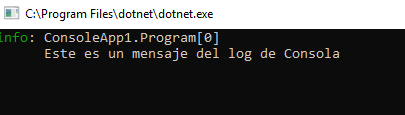 C:\Program Files\dotnet\dotnet.exe
info: ConsoleApp1.Program[0]
Este es un mensaje del log de Consola